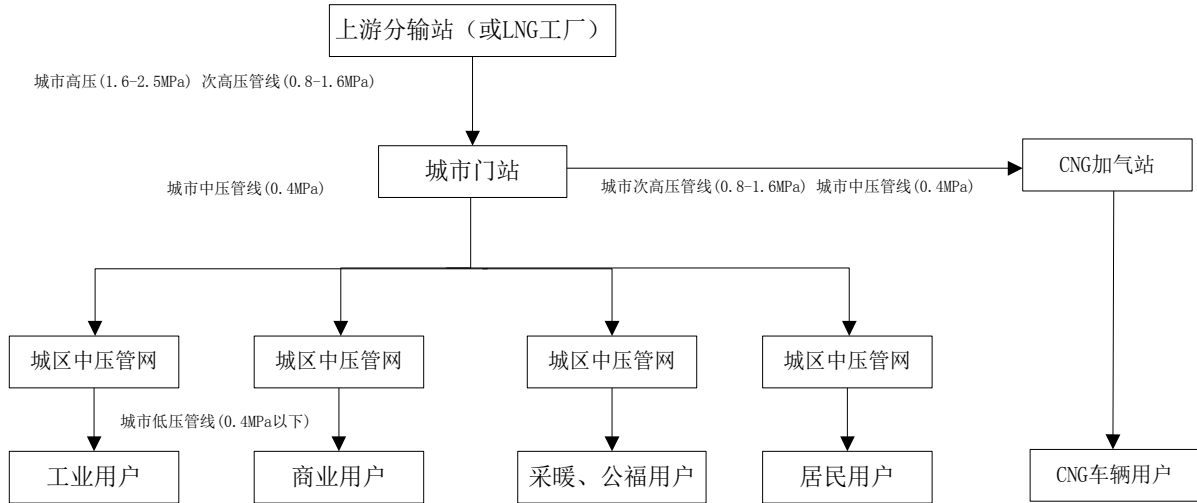 上游分输站（或LNG工厂）
城市高压(1.6-2.5MPa) 次高压管线(0.8-1.6MPa)
城市门站
CNG加气站
城市中压管线(0.4MPa)
城市次高压管线(0.8-1.6MPa) 城市中压管线(0.4MPa)
城区中压管网
城区中压管网
城区中压管网
城区中压管网
城市低压管线(0.4MPa以下)
工业用户
商业用户
采暖、公福用户
居民用户
CNG车辆用户